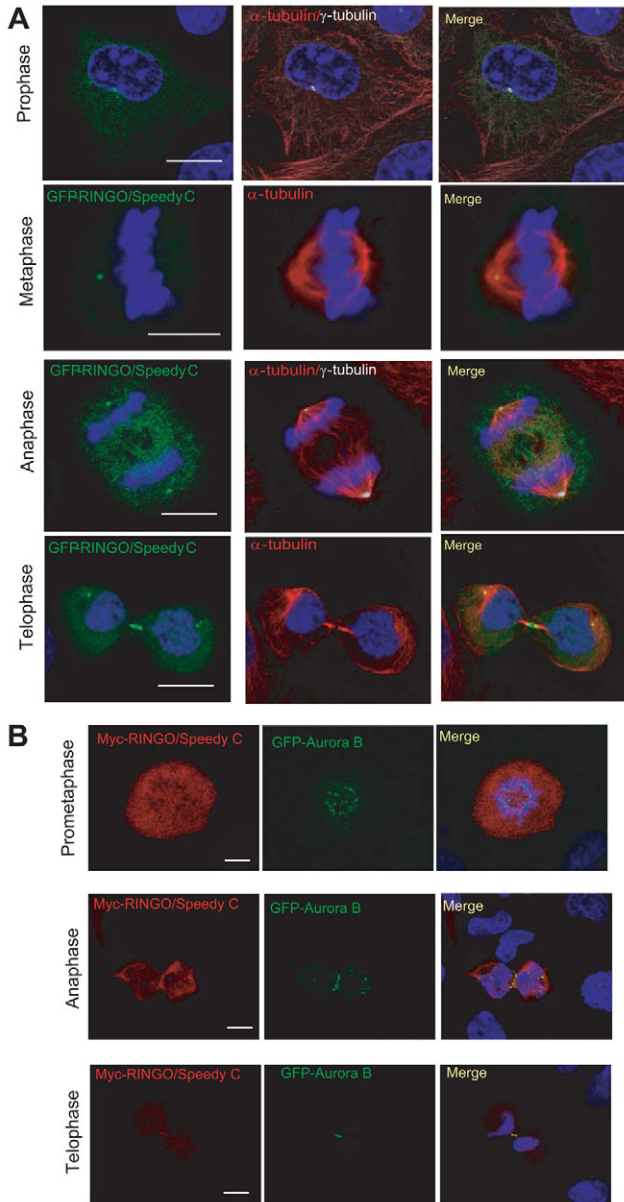 A
Prophase
α-tubulin/γ-tubulin
Merge
Metaphase
GFP-RINGO/Speedy C
α-tubulin
Merge
Anaphase
GFP-RINGO/Speedy C
α-tubulin/γ-tubulin
Merge
Telophase
GFP-RINGO/Speedy C
α-tubulin
Merge
B
Prometaphase
Myc-RINGO/Speedy C
GFP-Aurora B
Merge
Anaphase
Myc-RINGO/Speedy C
GFP-Aurora B
Merge
Telophase
Myc-RINGO/Speedy C
GFP-Aurora B
Merge